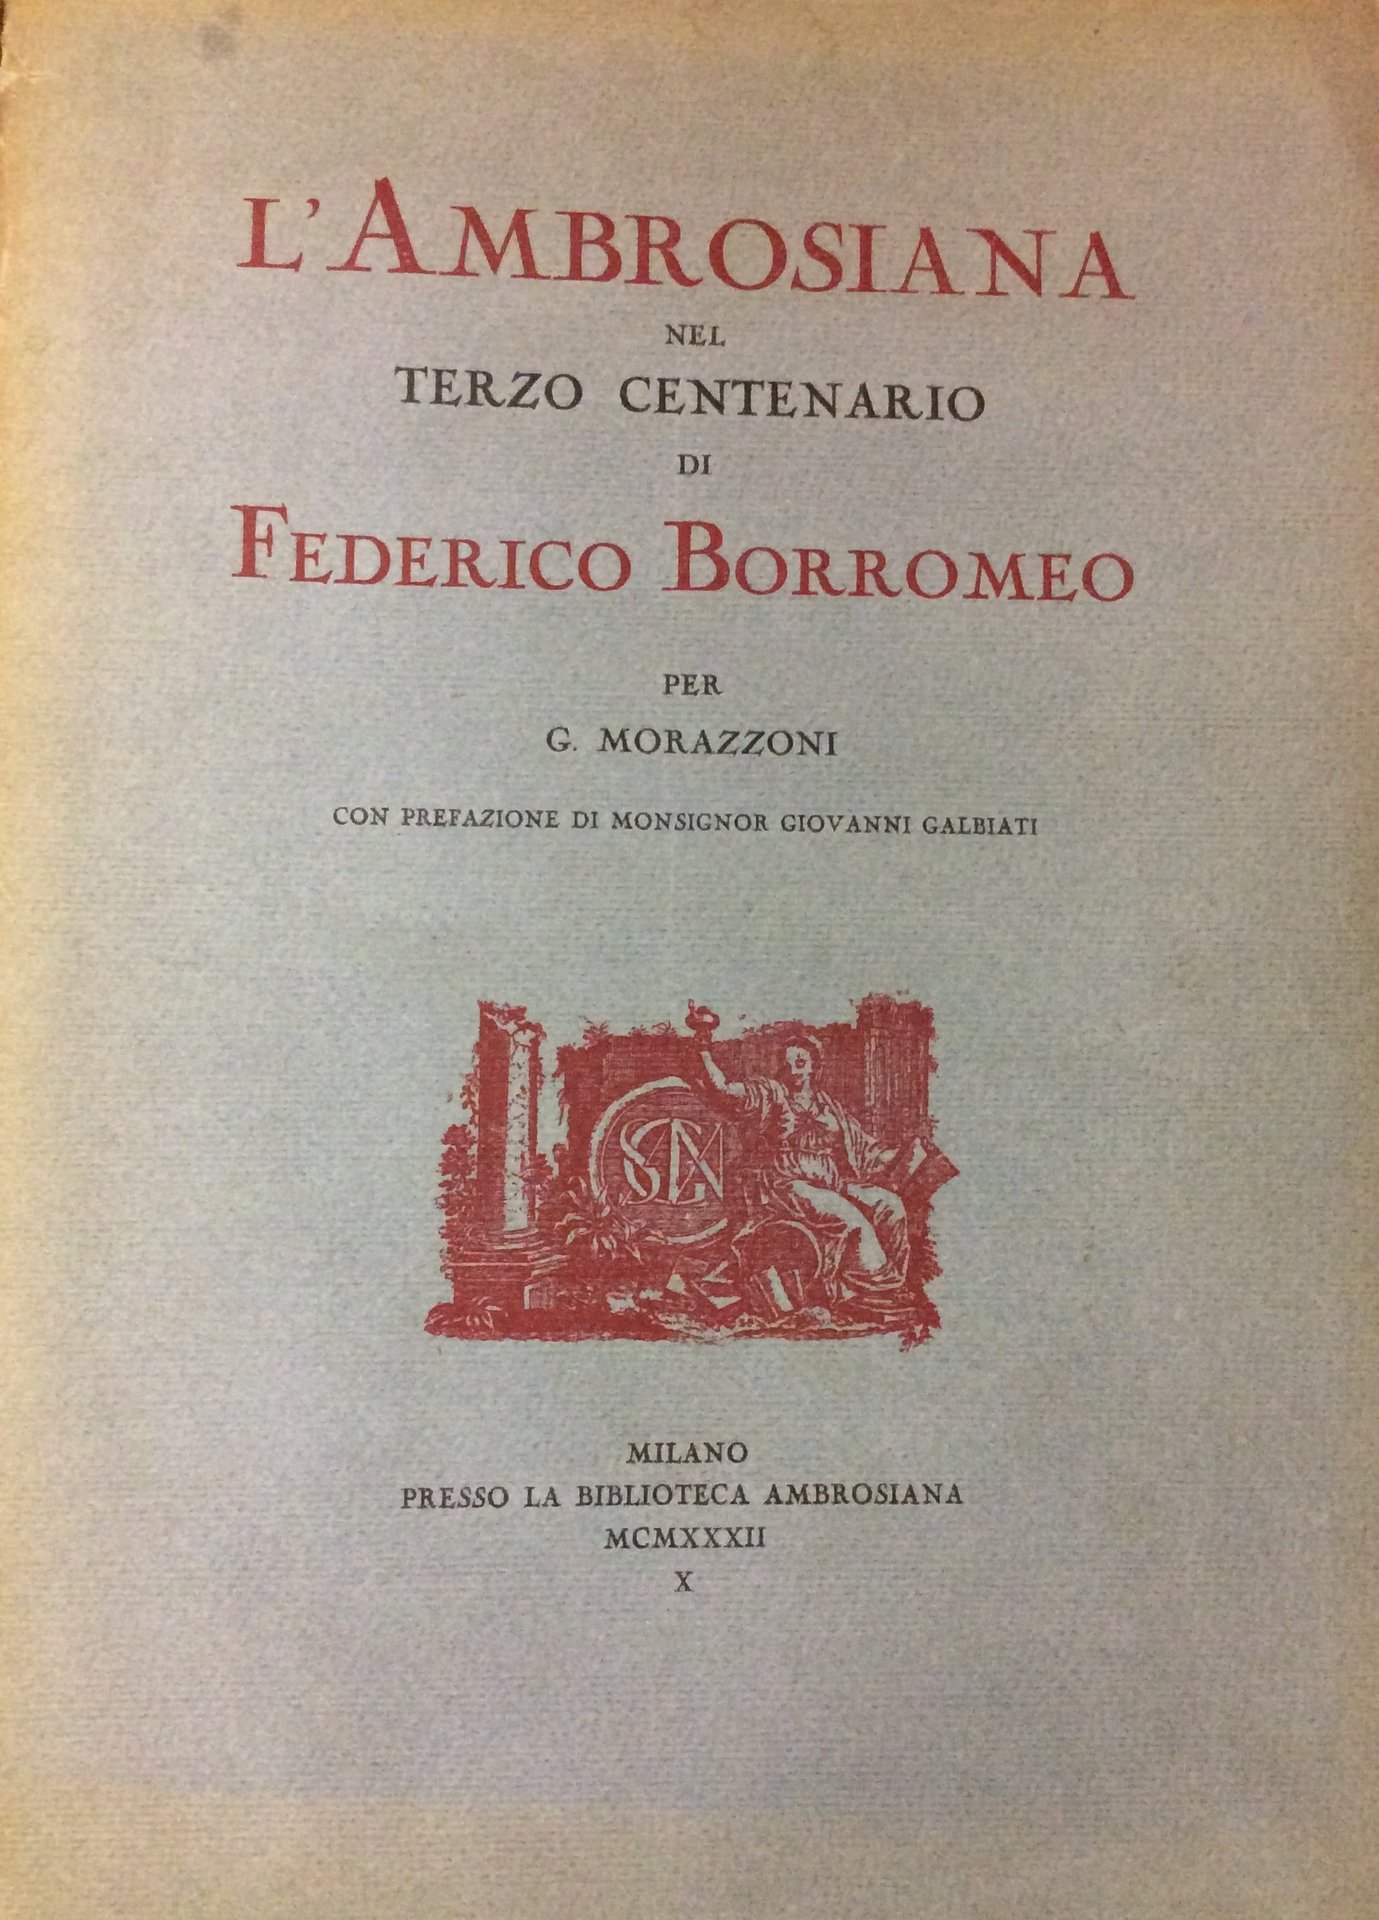 L'AMBROSIANA
NEL
TERZO CENTENARIO
DI
FEDERICO BORROMEO
PER
G. MORAZZONI
CON PREFAZIONE DI MONSIGNOR GIOVANNI GALBIATI
MILANO
PRESSO LA BIBLIOTECA AMBROSIANA
MCMXXXII
X